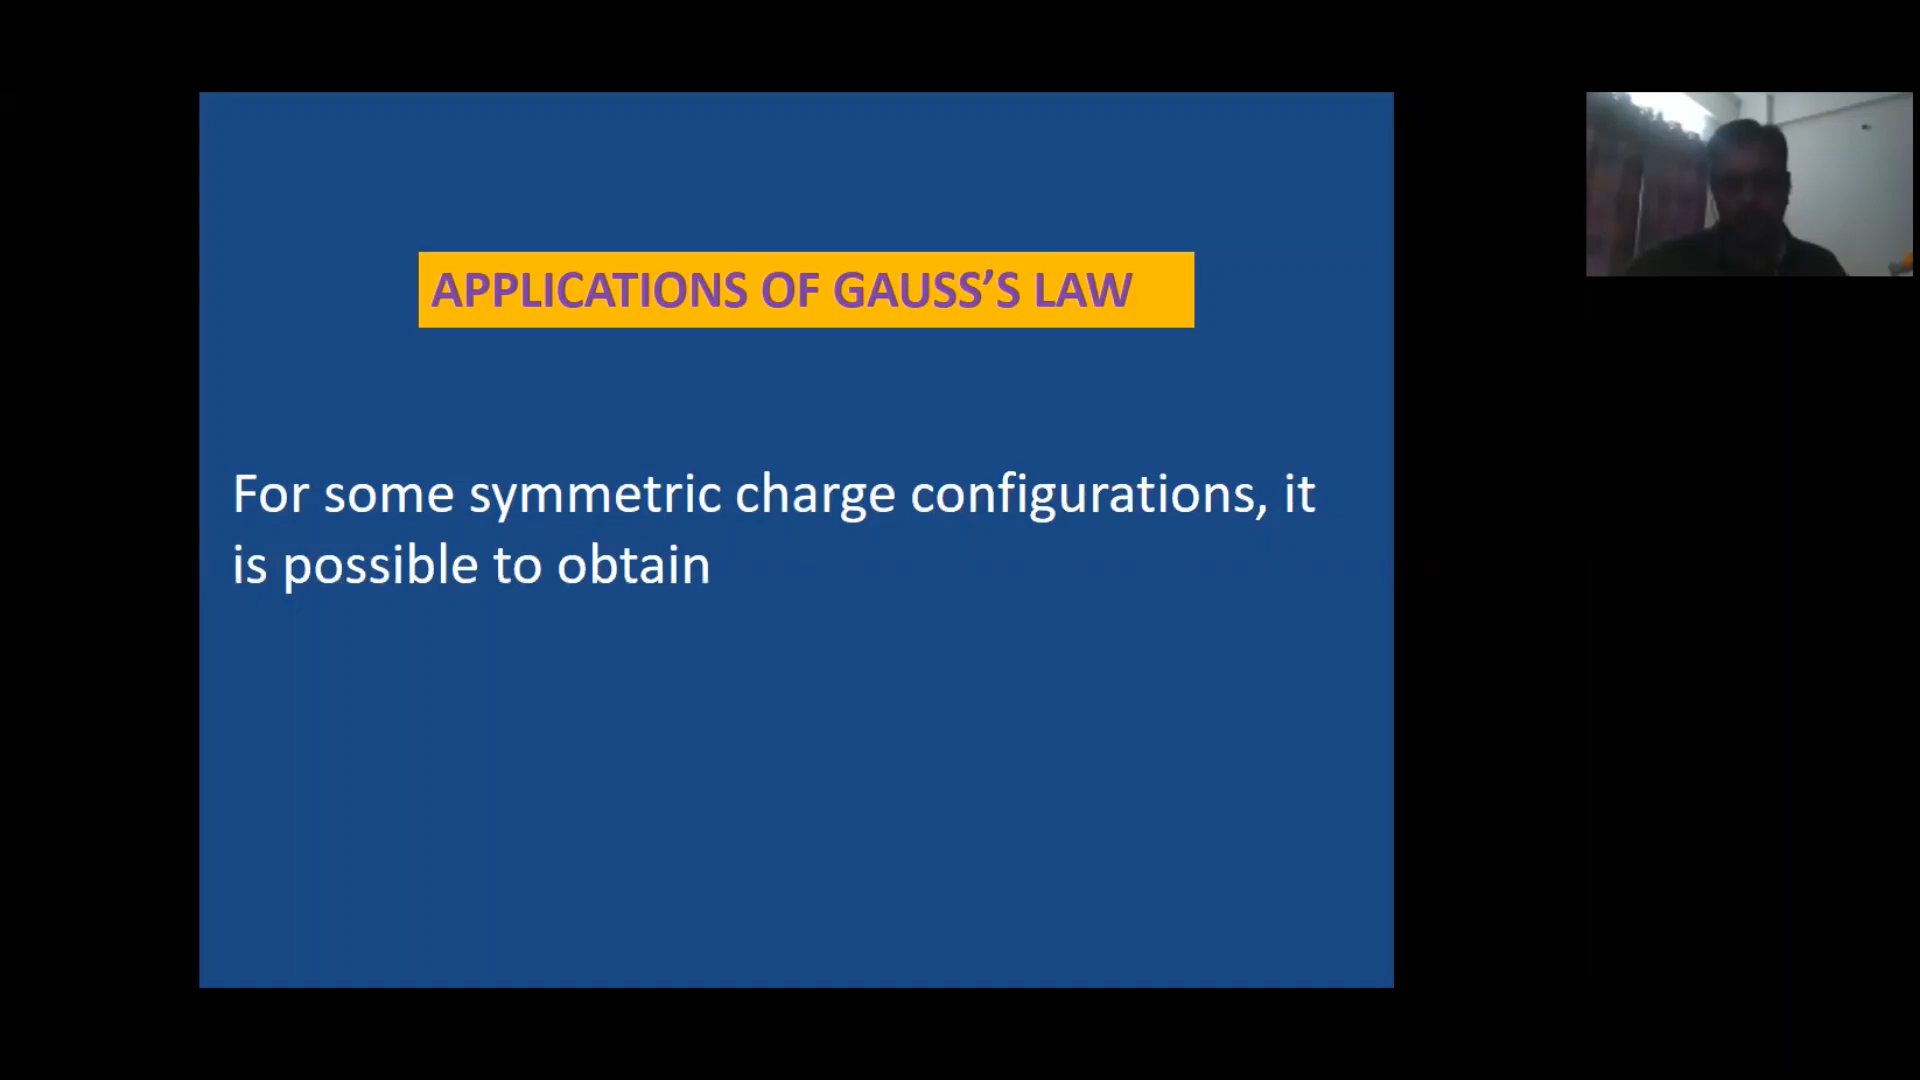 APPLICATIONS OF GAUSS’S LAW
For some symmetric charge configurations, it
is possible to obtain